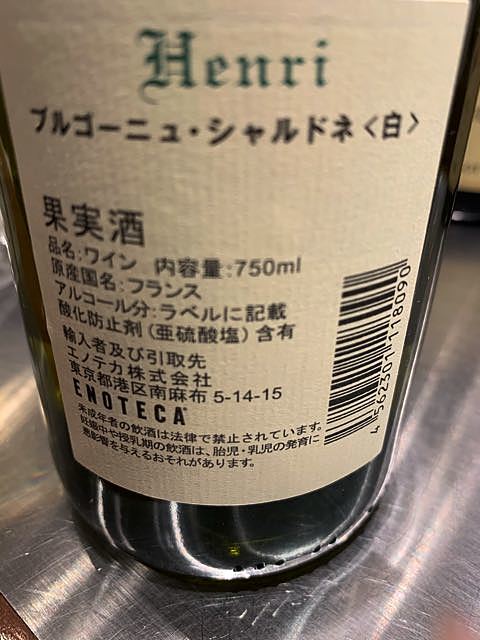 Henri
ブルゴーニュ・シャルドネ〈白〉
果実酒
品名：ワイン　内容量：750ml
原産国名：フランス
アルコール分：ラベルに記載
酸化防止剤（亜硫酸塩）含有
輸入者及び引取先
エノテカ株式会社
東京都港区南麻布 5-14-15
ENOTECA
未成年者の飲酒は法律で禁止されています。
妊娠中や授乳期の飲酒は、胎児・乳児の発育に
悪影響を与えるおそれがあります。
4 562301 118090